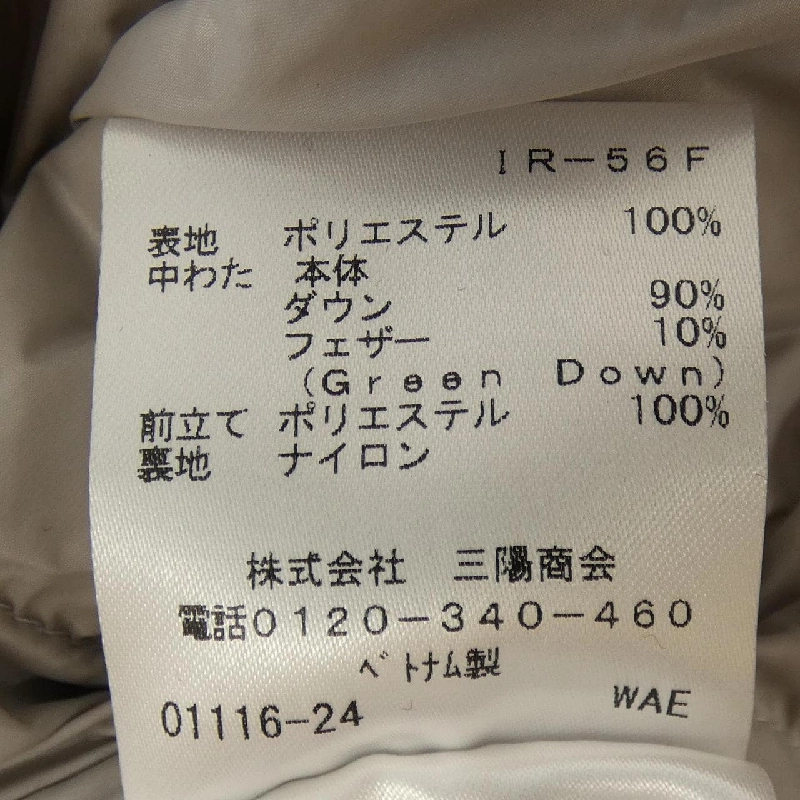 IR-56F
表地 ポリエステル 100%
中わた 本体
ダウン 90%
フェザー 10%
(Green Down)
前立て ポリエステル 100%
裏地 ナイロン
株式会社 三陽商会
電話0120-340-460
ベトナム製
01116-24 WAE